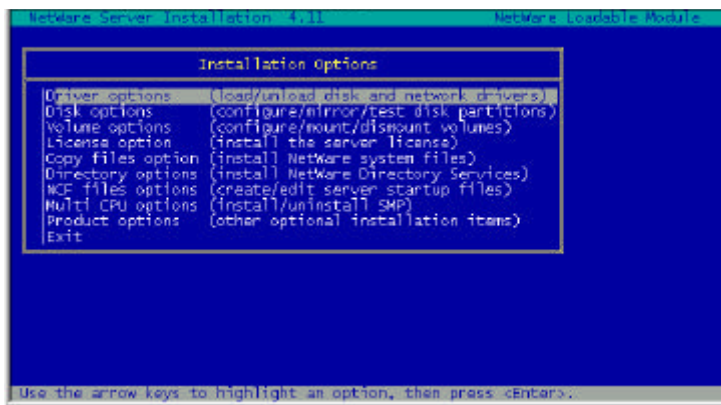 NetWare Server Installation 4.11 NetWare Loadable Module
Installation Options
Driver options (load/unload disk and network drivers)
Disk options (configure/mirror/test disk partitions)
Volume options (configure/mount/dismount volumes)
License option (install the server license)
Copy files option (install NetWare system files)
Directory options (install NetWare Directory Services)
NCF files options (create/edit server startup files)
Multi CPU options (install/uninstall SMP)
Product options (other optional installation items)
Exit
Use the arrow keys to highlight an option, then press <Enter>.